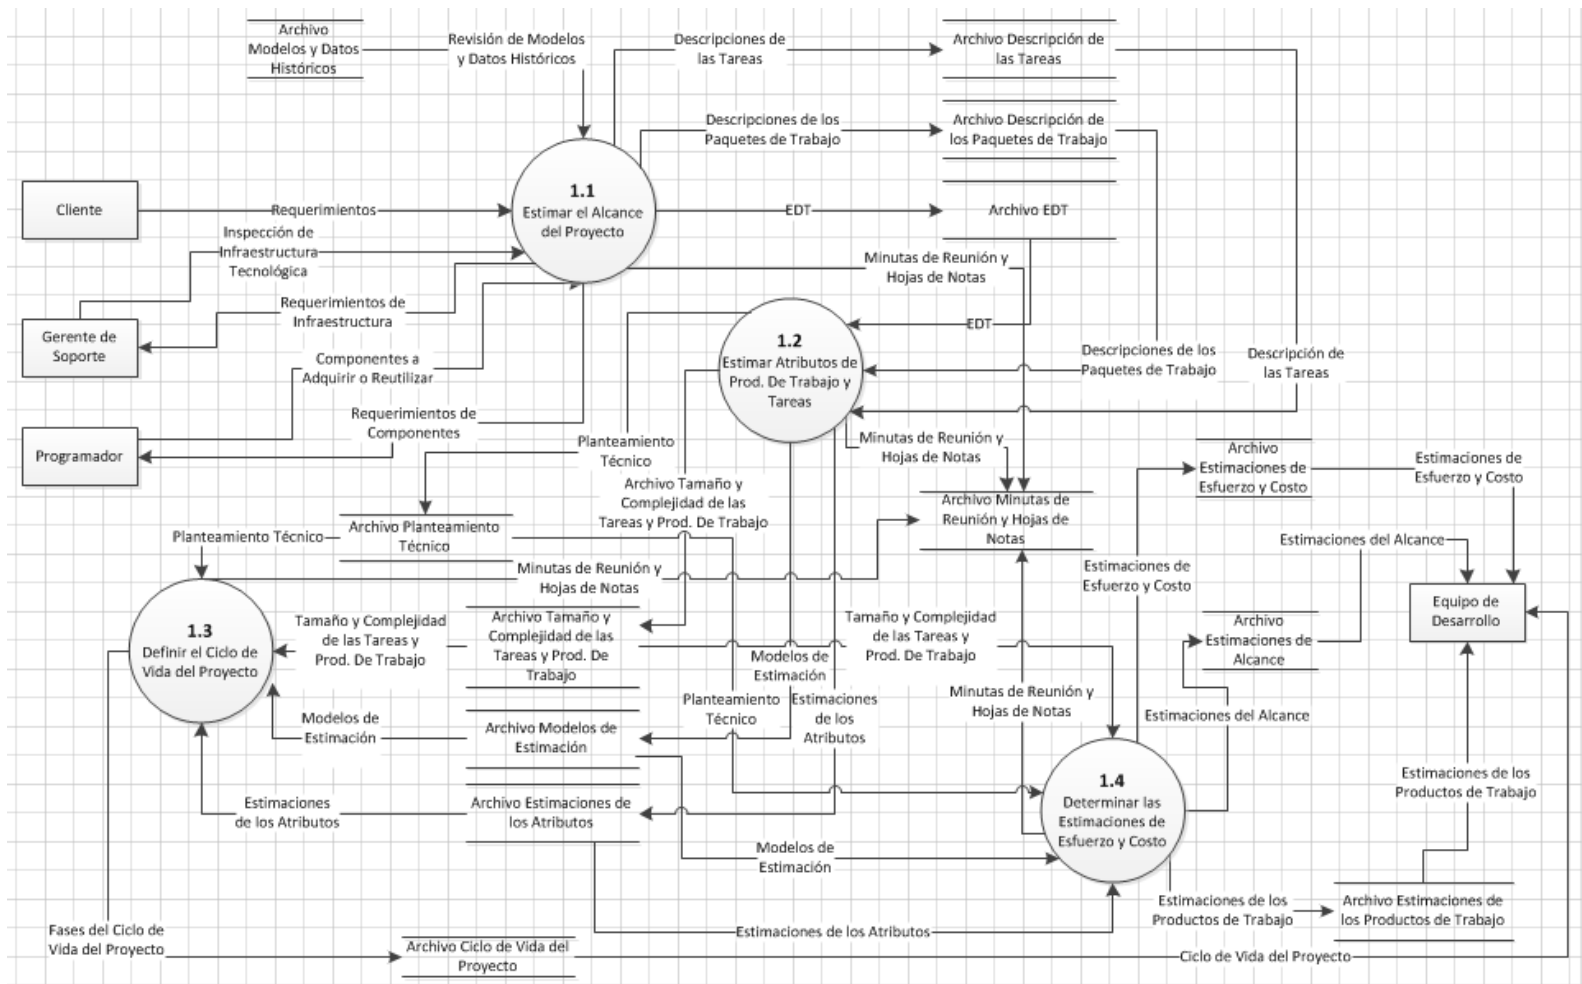 Archivo
Modelos y Datos
Históricos
Revisión de Modelos
y Datos Históricos
Descripciones de
las Tareas
Archivo Descripción de
las Tareas
Descripciones de los
Paquetes de Trabajo
Archivo Descripción de
los Paquetes de Trabajo
Cliente
Requerimientos
1.1
Estimar el Alcance
del Proyecto
EDT
Archivo EDT
Inspección de
Infraestructura
Tecnológica
Minutas de Reunión y
Hojas de Notas
Requerimientos de
Infraestructura
Gerente de
Soporte
EDT
1.2
Estimar Atributos de
Prod. De Trabajo y
Tareas
Descripciones de los
Paquetes de Trabajo
Descripción de
las Tareas
Componentes a
Adquirir o Reutilizar
Requerimientos de
Componentes
Programador
Planteamiento
Técnico
Minutas de Reunión y
Hojas de Notas
Archivo
Estimaciones de
Esfuerzo y Costo
Estimaciones de
Esfuerzo y Costo
Archivo Tamaño y
Complejidad de las
Tareas y Prod. De Trabajo
Archivo Minutas de
Reunión y Hojas de
Notas
Archivo Planteamiento
Técnico
Planteamiento Técnico
Estimaciones del Alcance
Minutas de Reunión y
Hojas de Notas
Estimaciones de
Esfuerzo y Costo
Equipo de
Desarrollo
1.3
Definir el Ciclo de
Vida del Proyecto
Tamaño y Complejidad
de las Tareas y
Prod. De Trabajo
Archivo Tamaño y
Complejidad de las
Tareas y Prod. De
Trabajo
Tamaño y Complejidad
de las Tareas y
Prod. De Trabajo
Archivo
Estimaciones de
Alcance
Modelos de
Estimación
Planteamiento
Técnico
Estimaciones
de los
Atributos
Minutas de Reunión y
Hojas de Notas
Estimaciones del Alcance
Modelos de
Estimación
Archivo Modelos de
Estimación
1.4
Determinar las
Estimaciones de
Esfuerzo y Costo
Estimaciones de los
Productos de Trabajo
Estimaciones
de los Atributos
Archivo Estimaciones de
los Atributos
Modelos de
Estimación
Estimaciones de los
Productos de Trabajo
Archivo Estimaciones de
los Productos de Trabajo
Fases del Ciclo de
Vida del Proyecto
Estimaciones de los Atributos
Archivo Ciclo de Vida del
Proyecto
Ciclo de Vida del Proyecto